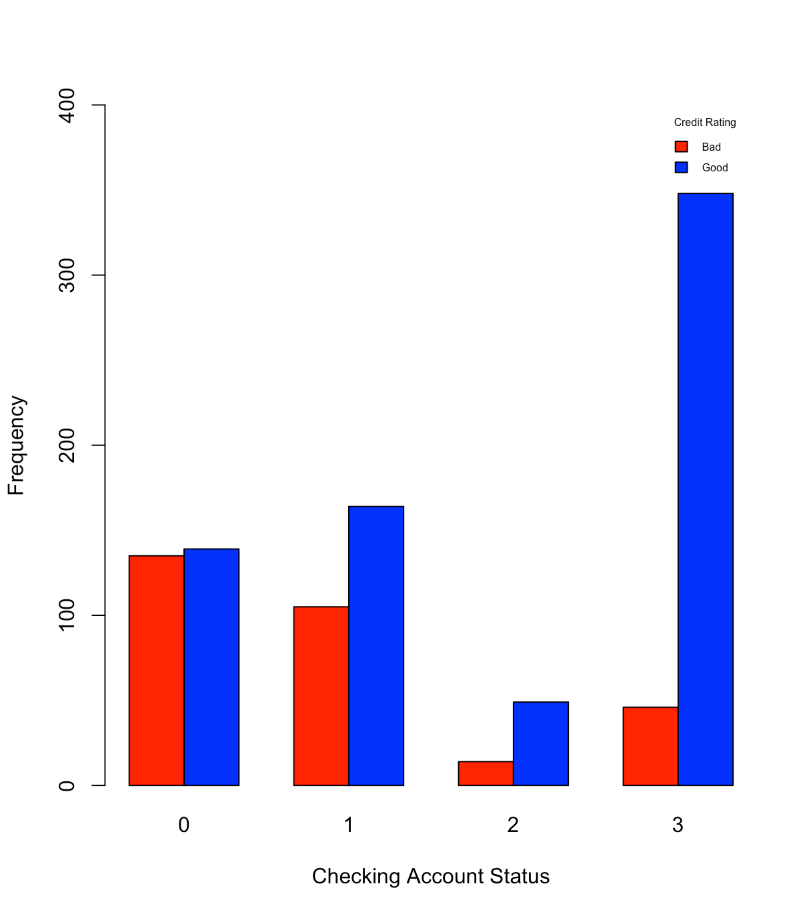 400
300
200
100
0
Frequency
Credit Rating
Bad
Good
0 1 2 3
Checking Account Status